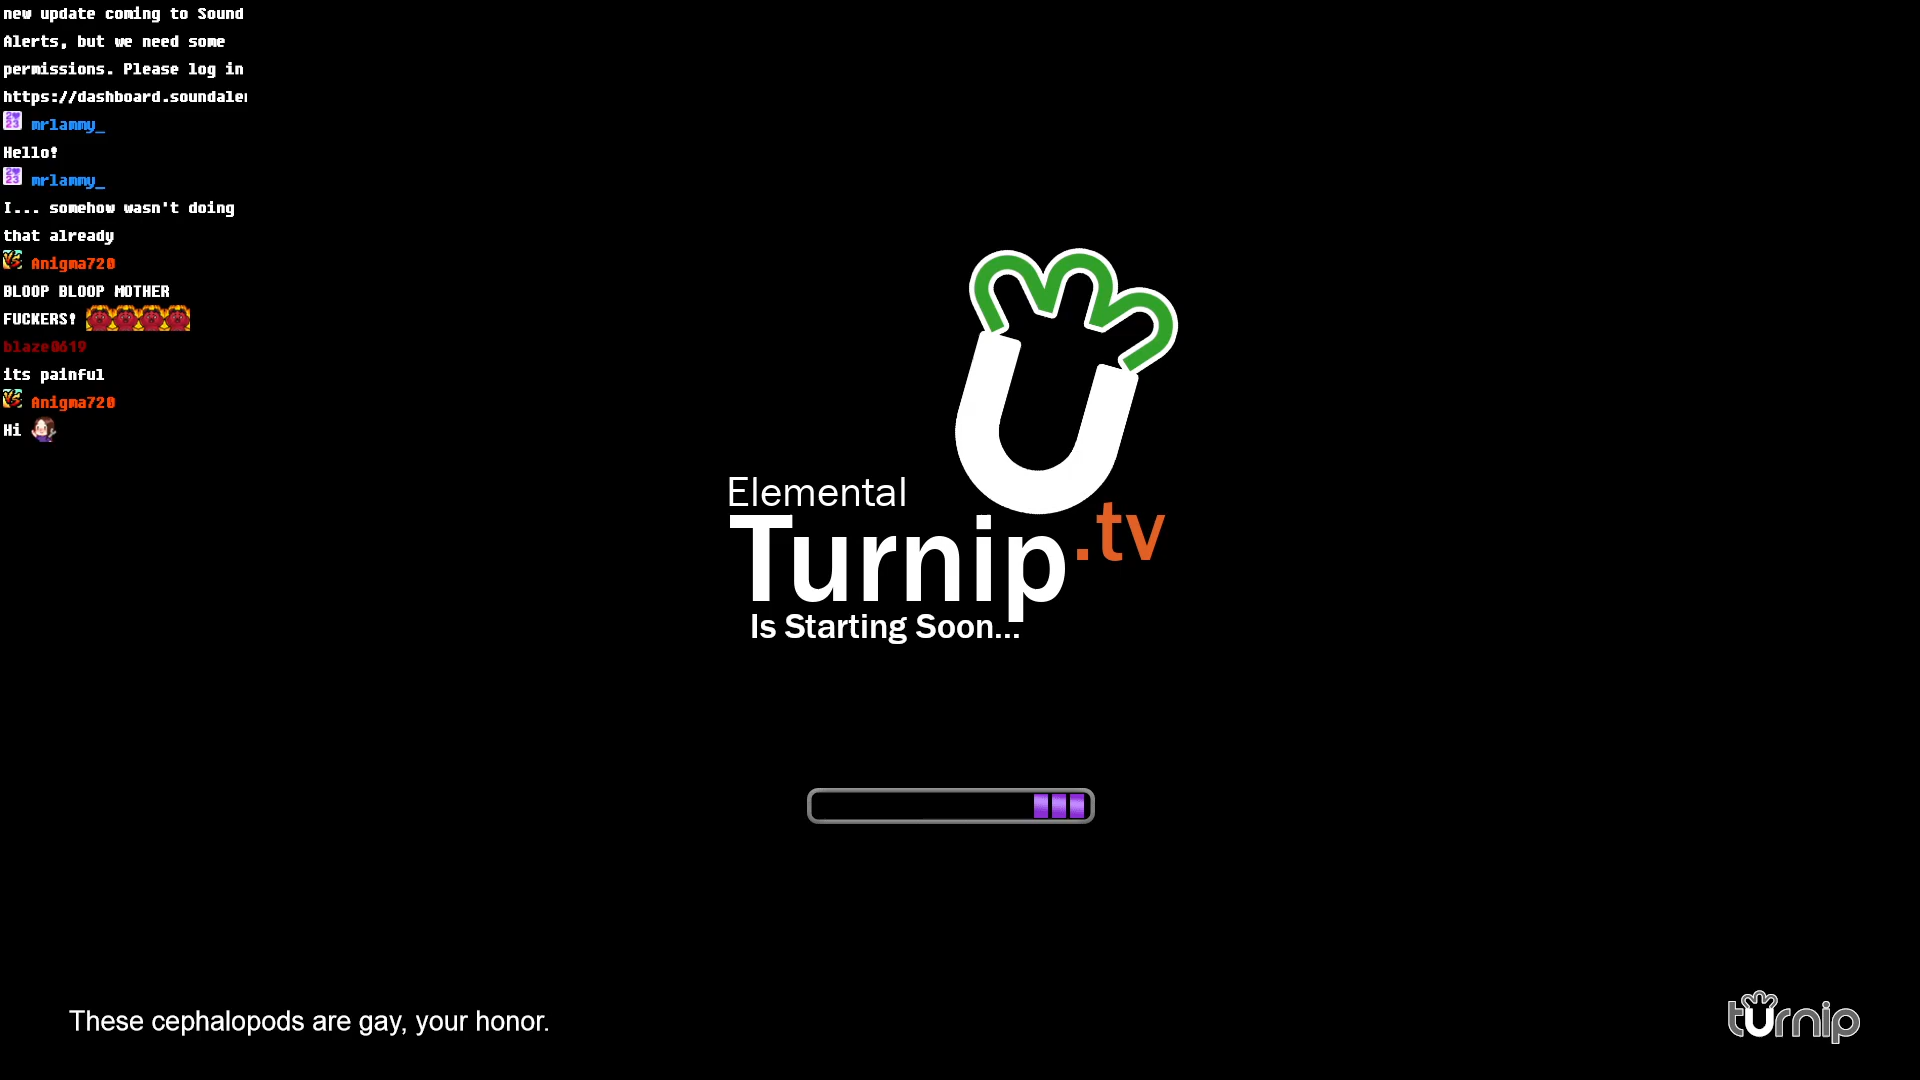 new update coming to Sound
Alerts, but we need some
permissions. Please log in
https://dashboard.soundaler
mrlammy_
Hello!
mrlammy_
I... somehow wasn't doing
that already
Anigma720
BLOOP BLOOP MOTHER
FUCKERS!
blaze0619
its painful
Anigma720
Hi
Elemental
Turnip.tv
Is Starting Soon...
These cephalopods are gay, your honor.
turnip